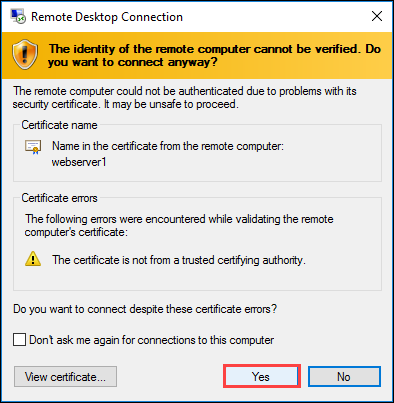 Remote Desktop Connection
The identity of the remote computer cannot be verified. Do
you want to connect anyway?
The remote computer could not be authenticated due to problems with its
security certificate. It may be unsafe to proceed.
Certificate name
Name in the certificate from the remote computer:
webserver1
Certificate errors
The following errors were encountered while validating the remote
computer's certificate:
The certificate is not from a trusted certifying authority.
Do you want to connect despite these certificate errors?
Don't ask me again for connections to this computer
View certificate...
Yes
No